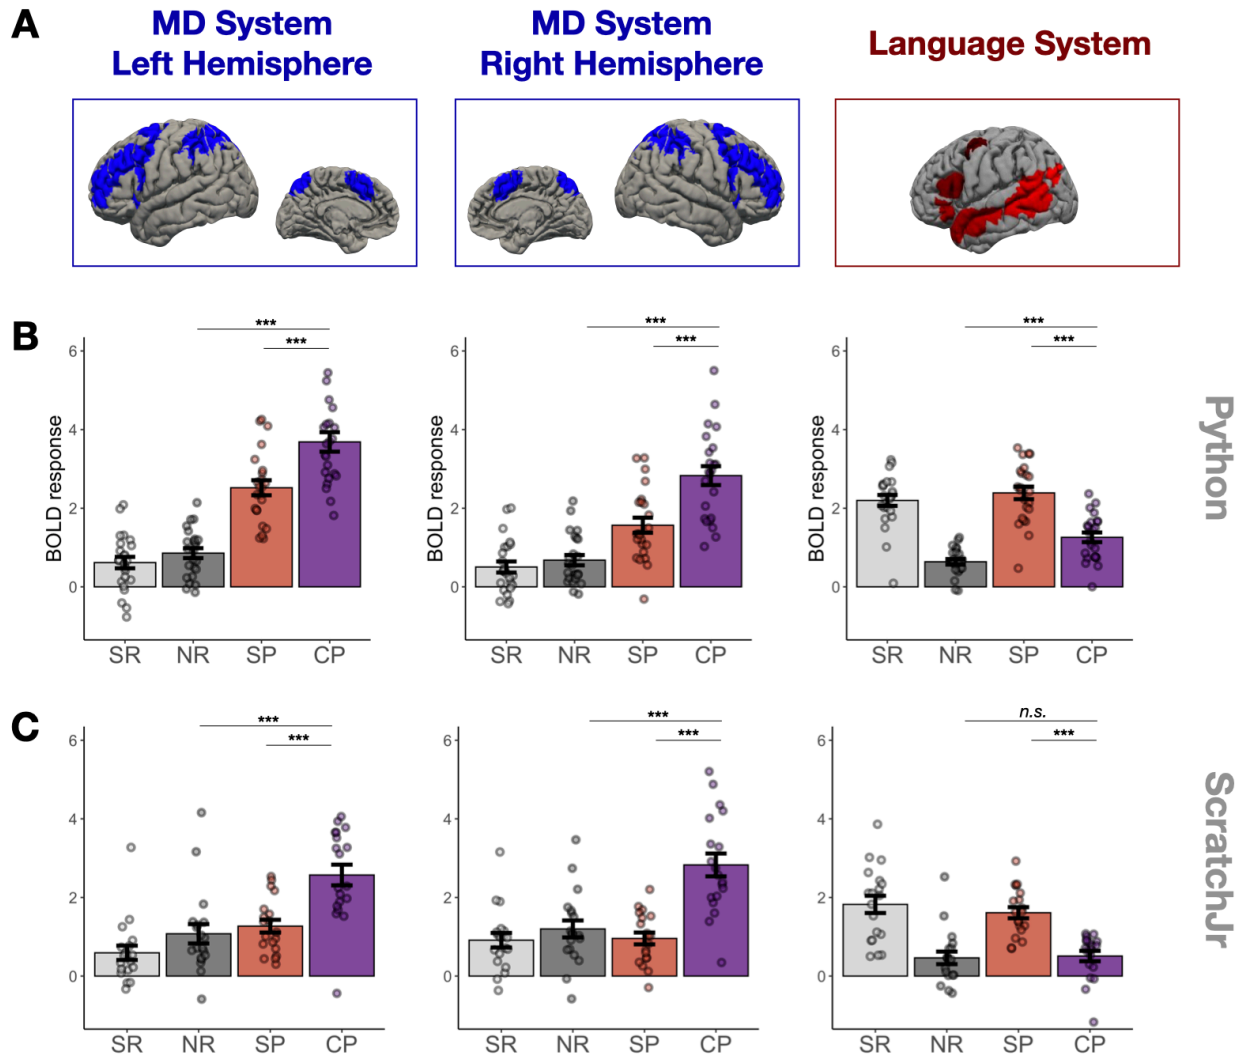 A
MD System
Left Hemisphere
MD System
Right Hemisphere
Language System
B
***
***
***
***
***
***
6
4
2
0
BOLD response
SR NR SP CP
6
4
2
0
BOLD response
SR NR SP CP
6
4
2
0
BOLD response
SR NR SP CP
Python
C
***
***
***
***
n.s.
***
6
4
2
0
SR NR SP CP
6
4
2
0
SR NR SP CP
6
4
2
0
SR NR SP CP
ScratchJr